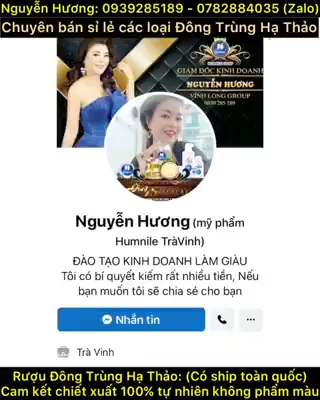 Nguyễn Hương: 0939285189 - 0782884035 (Zalo)
Chuyên bán sỉ lẻ các loại Đông Trùng Hạ Thảo
GIÁM ĐỐC KINH DOANH
NGUYỄN HƯƠNG
VĨNH LONG GROUP
0939 285 189
Nguyễn Hương (mỹ phẩm
Humnile TràVinh)
ĐÀO TẠO KINH DOANH LÀM GIÀU
Tôi có bí quyết kiếm rất nhiều tiền, Nếu
bạn muốn tôi sẽ chia sẻ cho bạn
Nhắn tin
Trà Vinh
Rượu Đông Trùng Hạ Thảo: (Có ship toàn quốc)
Cam kết chiết xuất 100% tự nhiên không phẩm màu